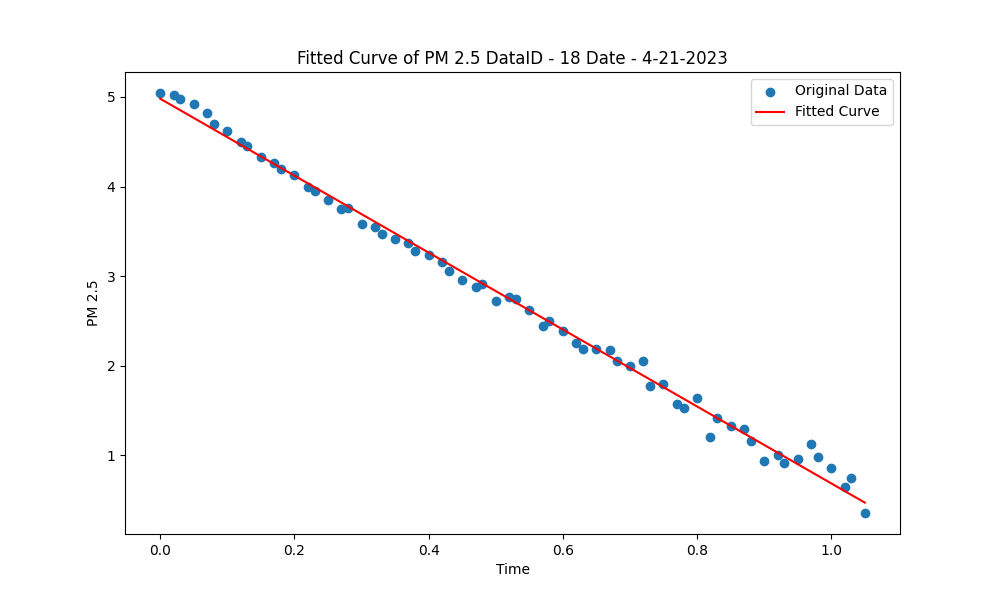 Fitted Curve of PM 2.5 DataID - 18 Date - 4-21-2023
Original Data
Fitted Curve
5
4
3
2
1
PM 2.5
0.0 0.2 0.4 0.6 0.8 1.0
Time